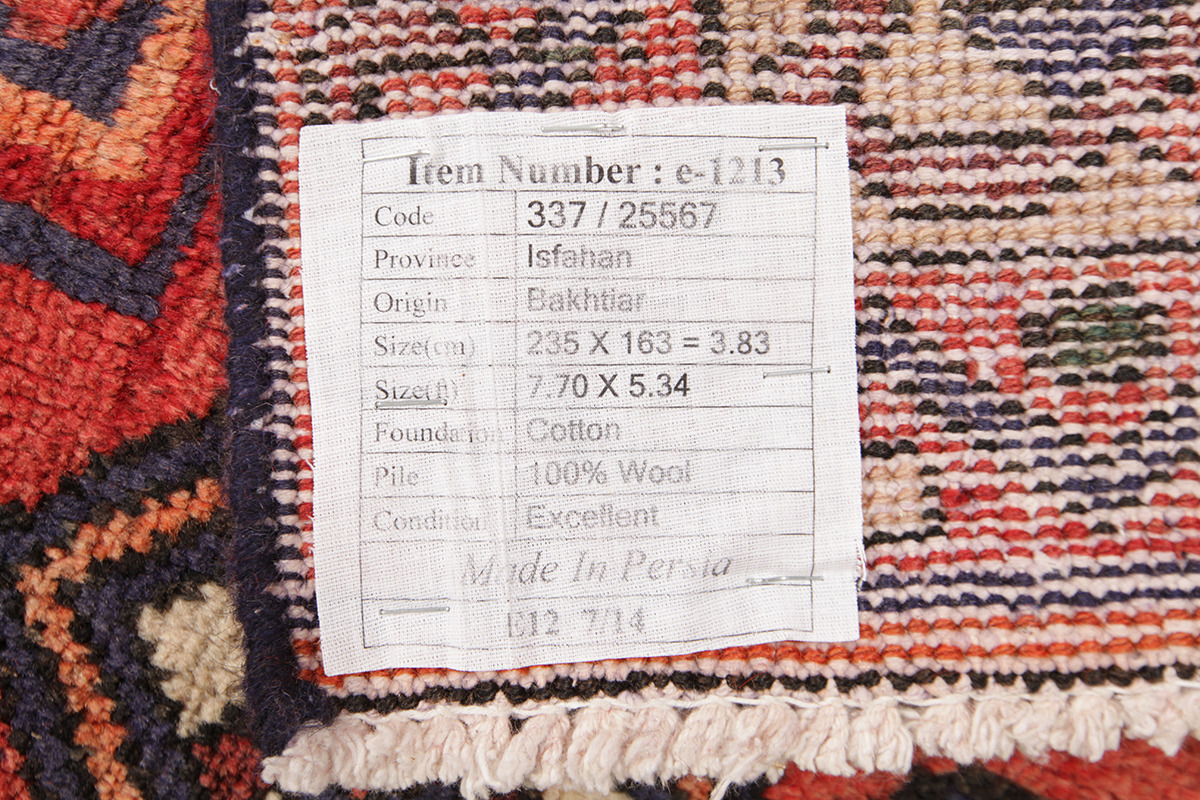 Item Number : e-1213
Code 337 / 25567
Province Isfahan
Origin Bakhtiar
Size(cm) 235 X 163 = 3.83
Size(f) 7.70 X 5.34
Foundation Cotton
Pile 100% Wool
Condition Excellent
Made In Persia
E12 7/14